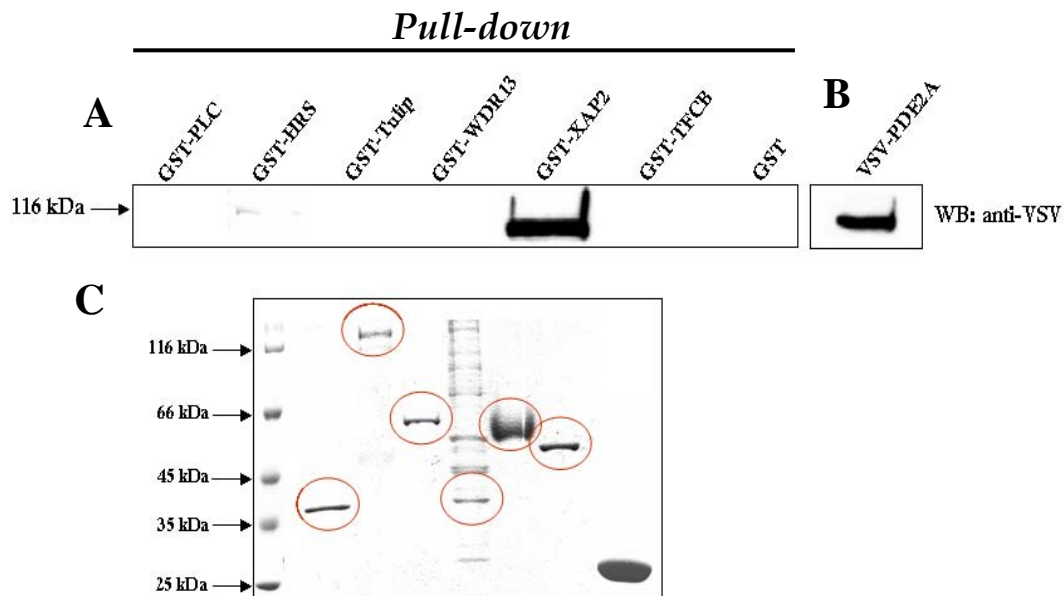 Pull-down
A
GST-PLC
GST-HRS
GST-Tulip
GST-WDR13
GST-XAP2
GST-TFCB
GST
B
VSV-PDE2A
116 kDa
WB: anti-VSV
C
116 kDa
66 kDa
45 kDa
35 kDa
25 kDa